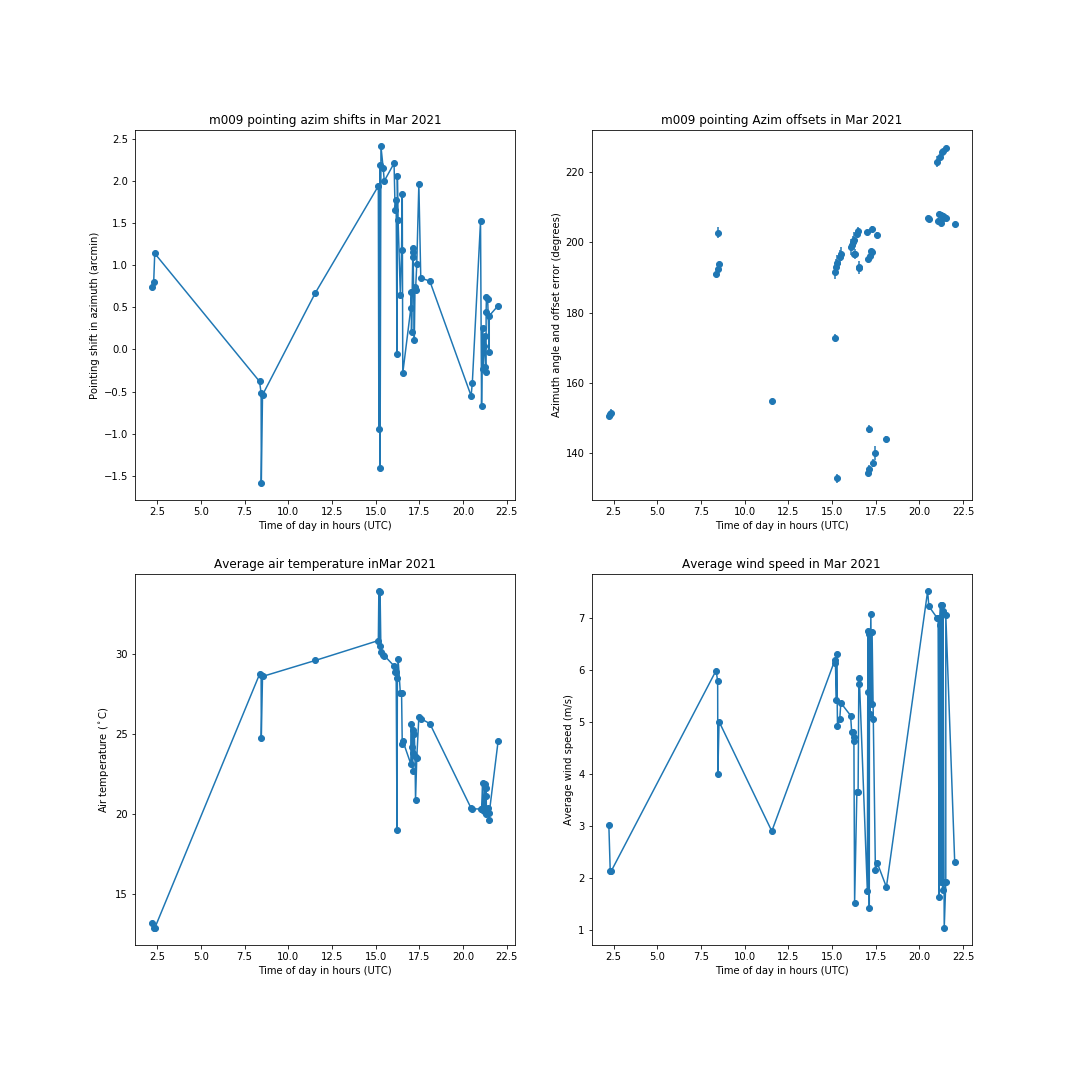 m009 pointing azim shifts in Mar 2021
Pointing shift in azimuth (arcmin)
2.5
2.0
1.5
1.0
0.5
0.0
−0.5
−1.0
−1.5
2.5 5.0 7.5 10.0 12.5 15.0 17.5 20.0 22.5
Time of day in hours (UTC)
m009 pointing Azim offsets in Mar 2021
Azimuth angle and offset error (degrees)
220
200
180
160
140
2.5 5.0 7.5 10.0 12.5 15.0 17.5 20.0 22.5
Time of day in hours (UTC)
Average air temperature inMar 2021
Air temperature (˚C)
30
25
20
15
2.5 5.0 7.5 10.0 12.5 15.0 17.5 20.0 22.5
Time of day in hours (UTC)
Average wind speed in Mar 2021
Average wind speed (m/s)
7
6
5
4
3
2
1
2.5 5.0 7.5 10.0 12.5 15.0 17.5 20.0 22.5
Time of day in hours (UTC)